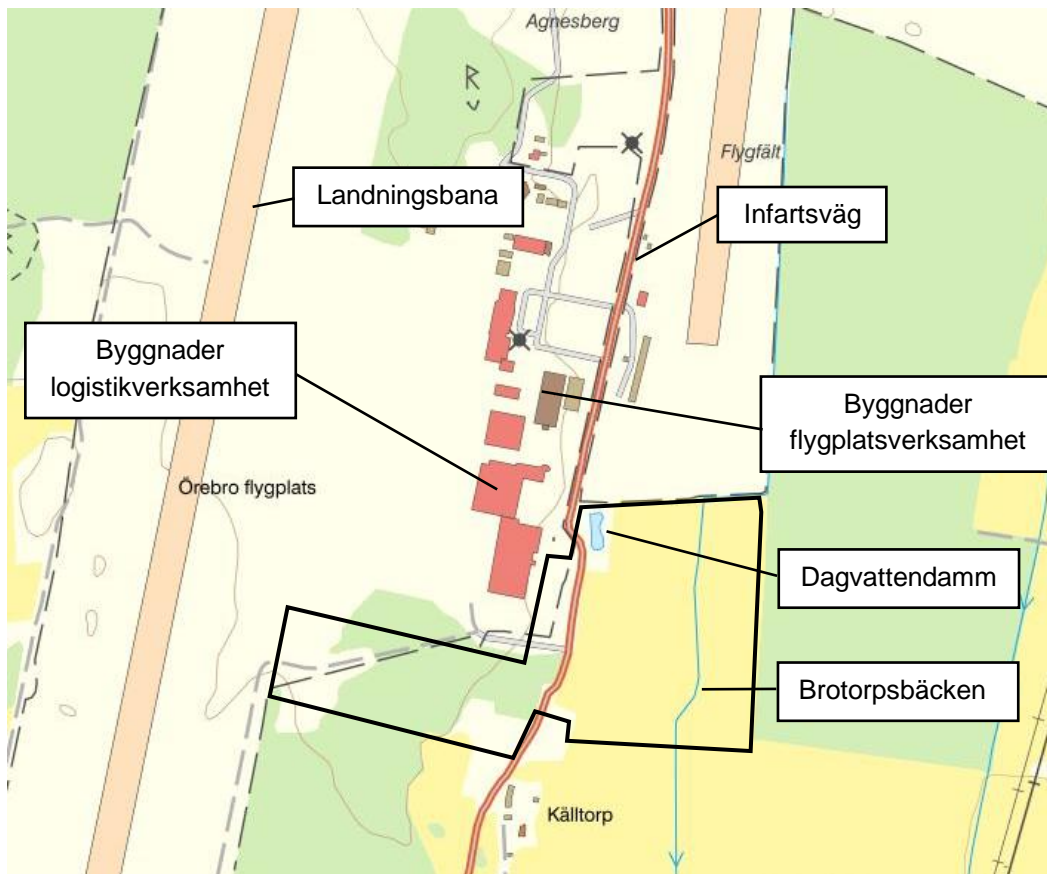 Agnesberg
R
Flygfält
Landningsbana
Infartsväg
Byggnader
logistikverksamhet
Byggnader
flygplatsverksamhet
Örebro flygplats
Dagvattendamm
Brotorpsbäcken
Källtorp